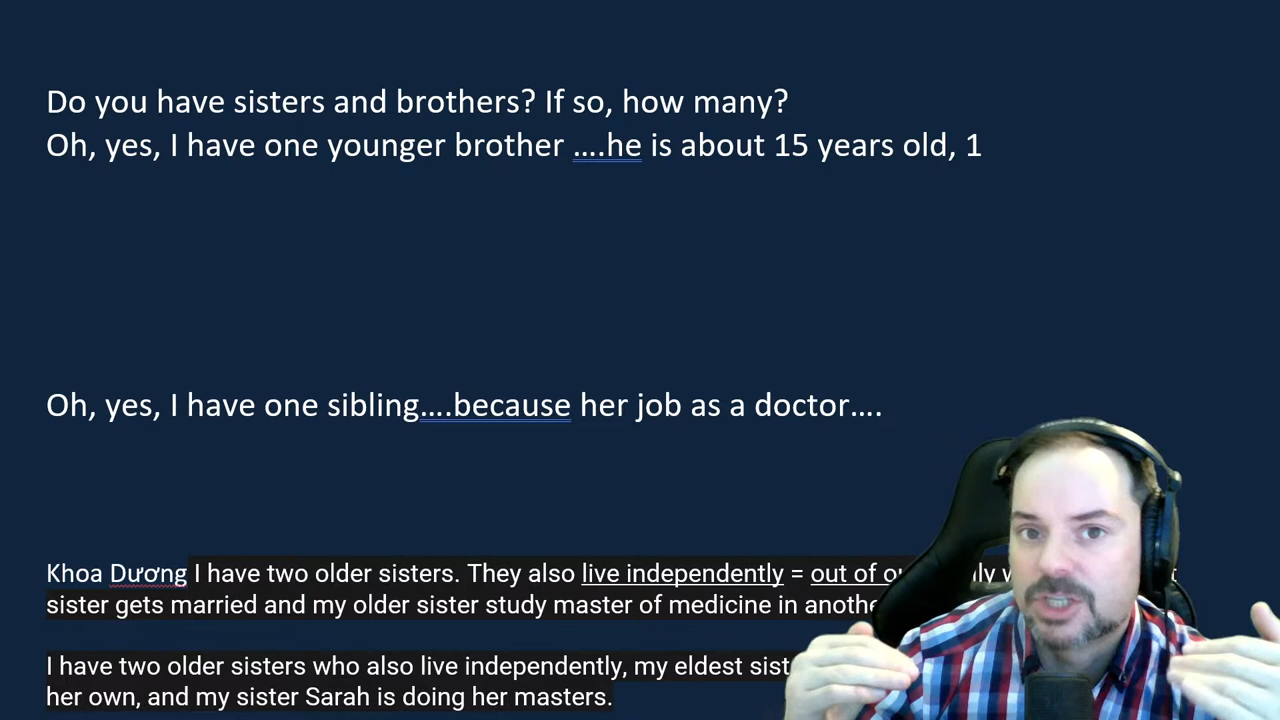 Do you have sisters and brothers? If so, how many?
Oh, yes, I have one younger brother ….he is about 15 years old, 1
Oh, yes, I have one sibling….because her job as a doctor….
Khoa Dương I have two older sisters. They also live independently = out of
sister gets married and my older sister study master of medicine in
I have two older sisters who also live independently, my eldest
her own, and my sister Sarah is doing her masters.